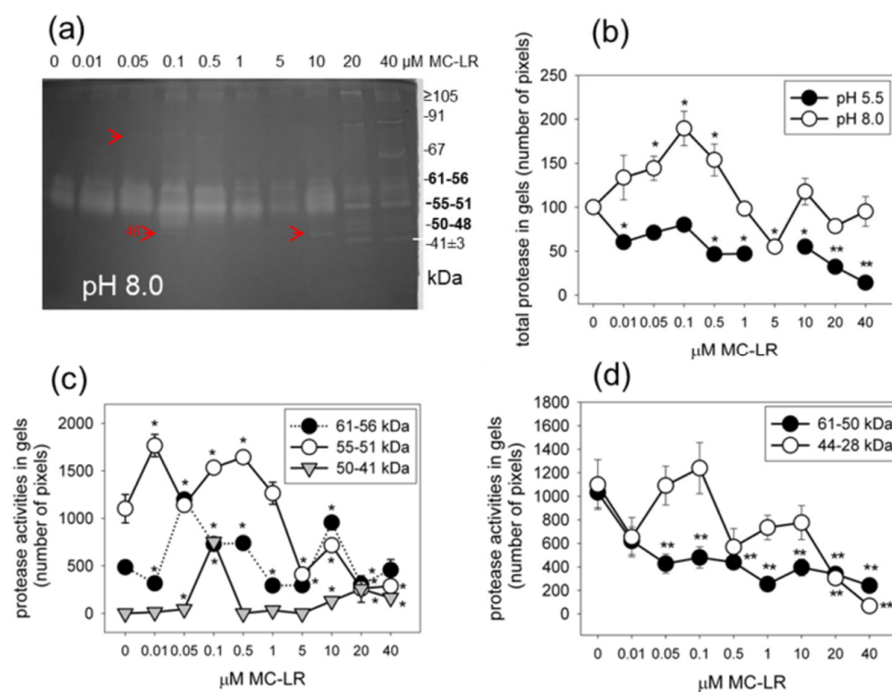 (a)
0 0.01 0.05 0.1 0.5 1 5 10 20 40 µM MC-LR
≥105
-91
-67
-61-56
-55-51
-50-48
46
-41±3
kDa
pH 8.0
(b)
total protease in gels (number of pixels)
250
200
150
100
50
0
pH 5.5
pH 8.0
* * * *
* * * * * ** **
0 0.01 0.05 0.1 0.5 1 5 10 20 40
µM MC-LR
(c)
protease activities in gels
(number of pixels)
2000
1500
1000
500
0
61-56 kDa
55-51 kDa
50-41 kDa
0 0.01 0.05 0.1 0.5 1 5 10 20 40
µM MC-LR
(d)
protease activities in gels
(number of pixels)
1800
1600
1400
1200
1000
800
600
400
200
0
61-50 kDa
44-28 kDa
** ** ** ** ** **
** **
0 0.01 0.05 0.1 0.5 1 10 20 40
µM MC-LR